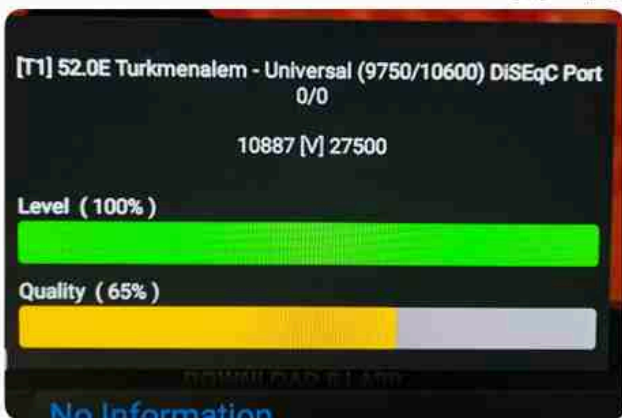 [T1] 52.0E Turkmenalem - Universal (9750/10600) DiSEqC Port
0/0
10887 [V] 27500
Level ( 100% )
Quality ( 65% )
No Information